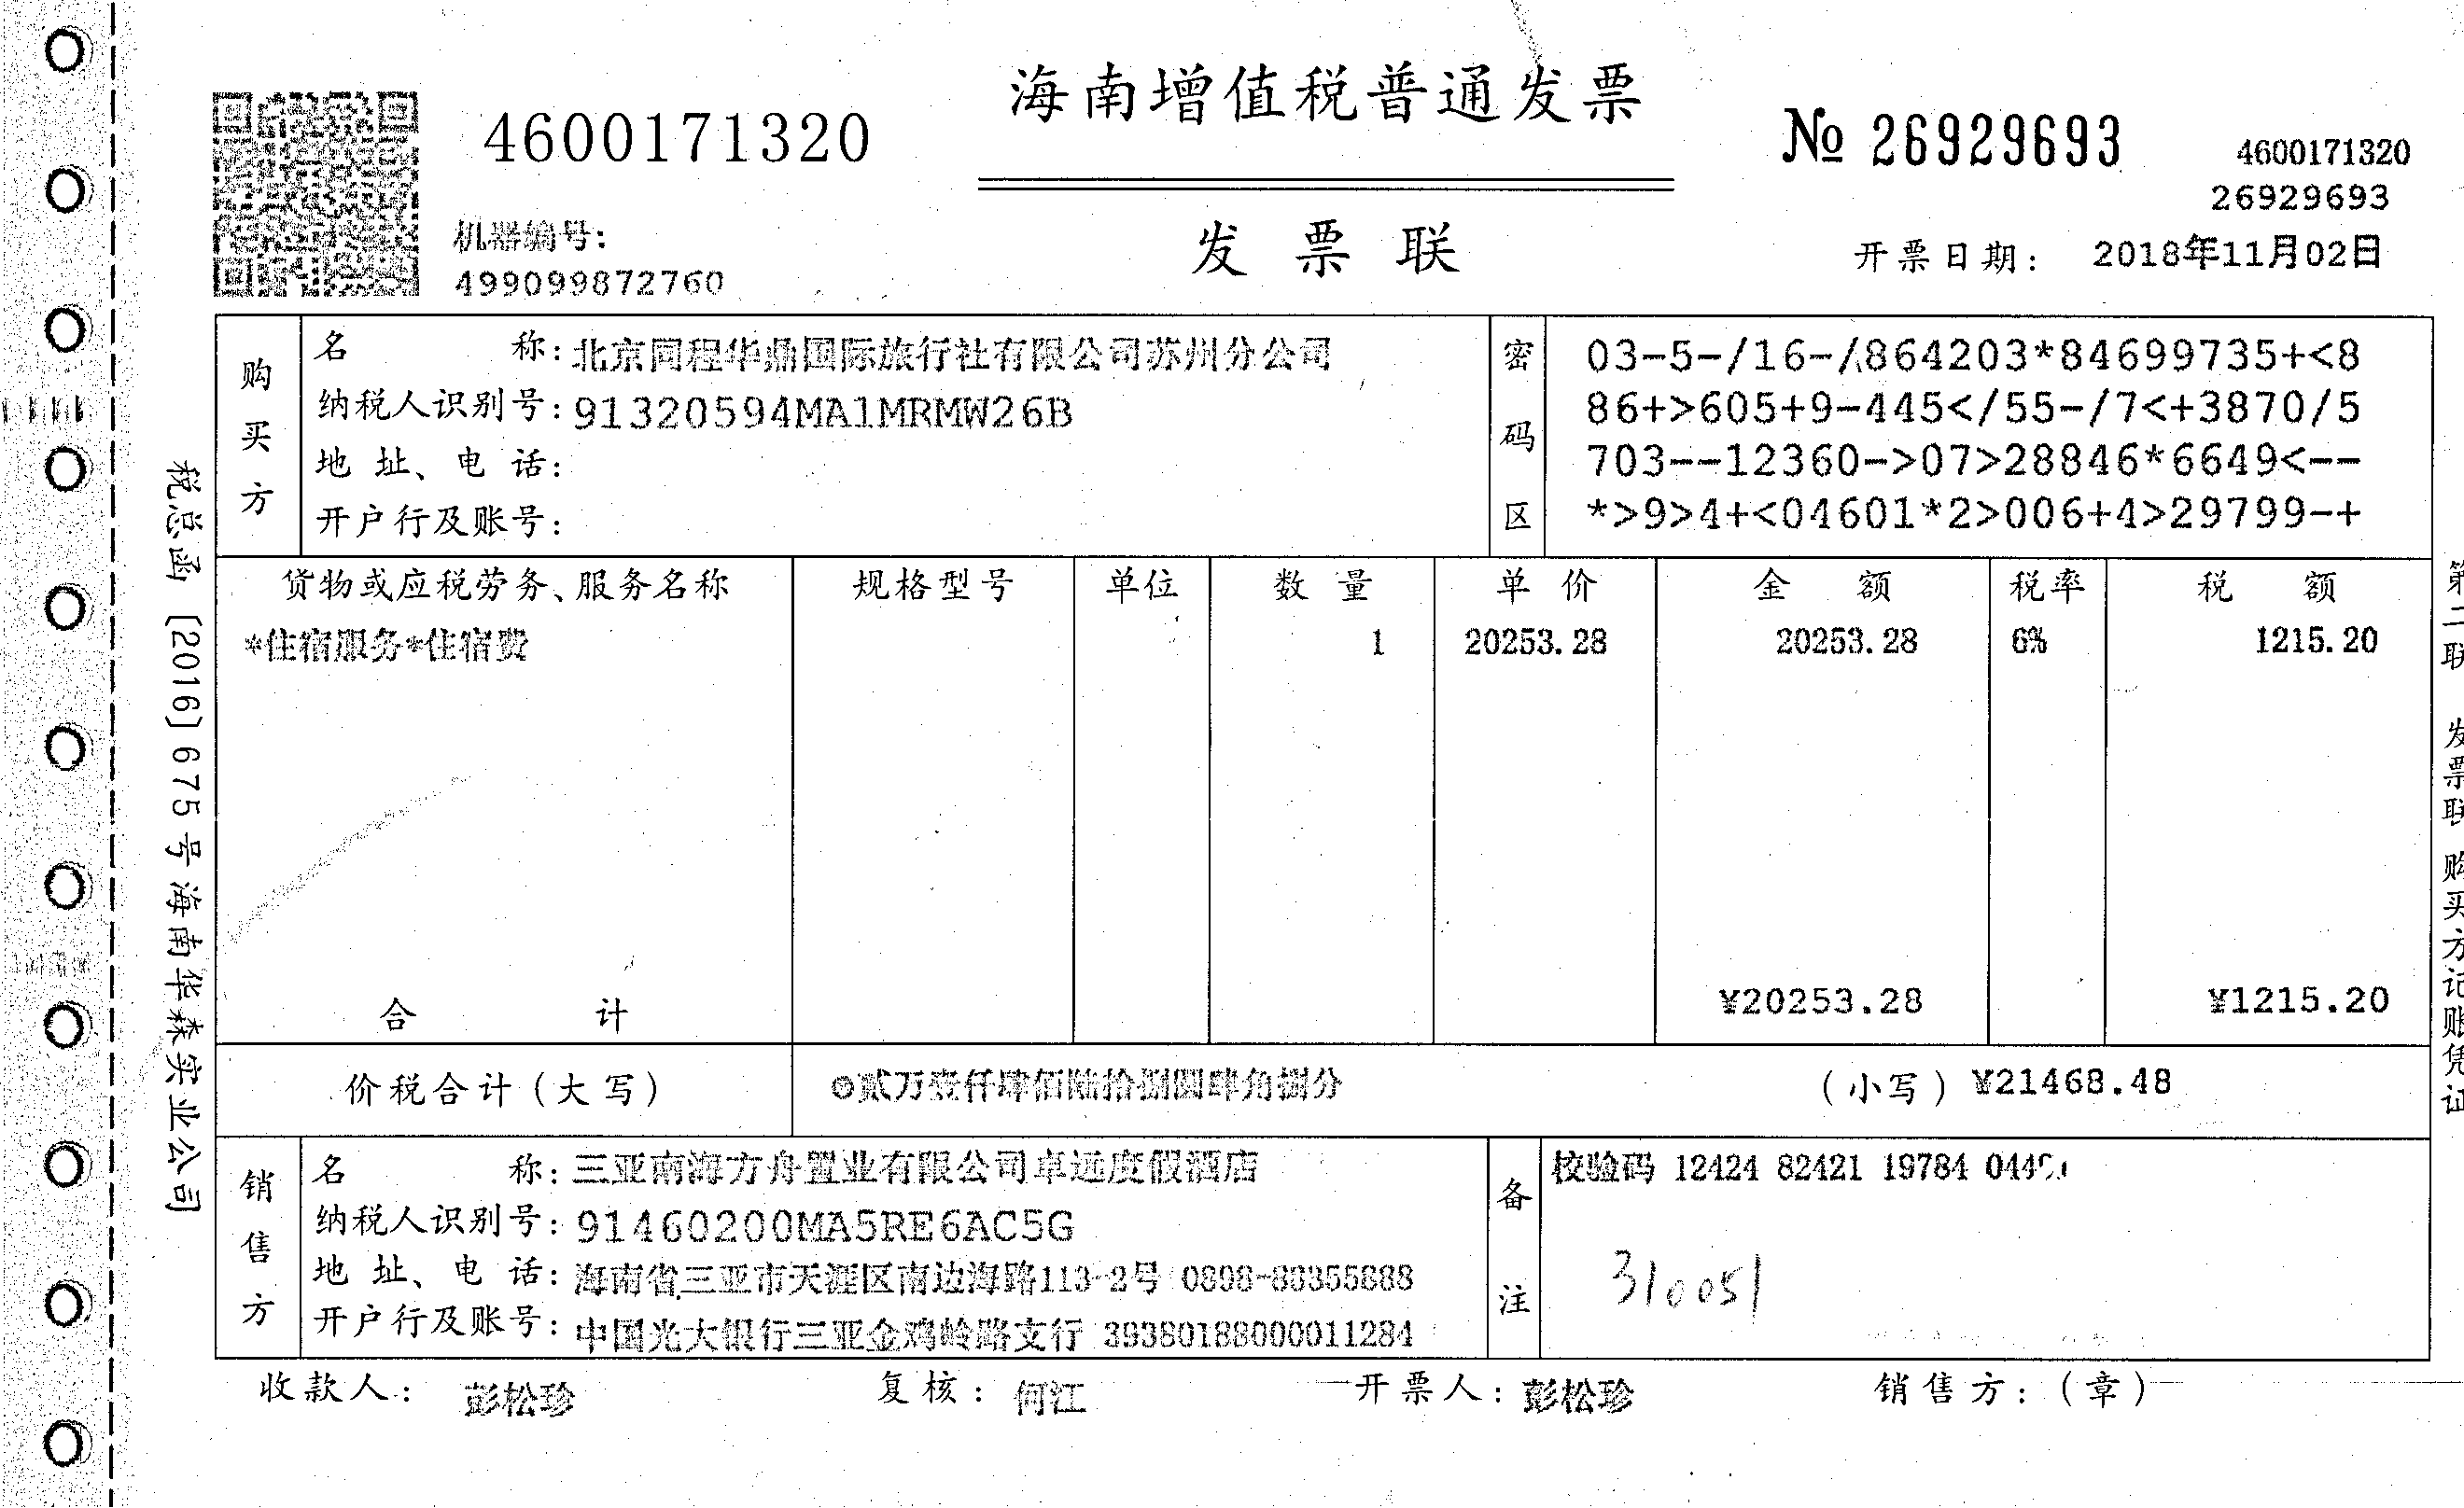 海南增值税普通发票
4600171320
№ 26929693
4600171320
26929693
机器编号:
499099872760
发票联
开票日期: 2018年11月02日
购买方
名称: 北京同程华鼎国际旅行社有限公司苏州分公司
纳税人识别号: 91320594MA1MRMW26B
地址、电话:
开户行及账号:
密码区
03-5-/16-/864203*84699735+<8
86+>605+9-445</55-/7<+3870/5
703--12360->07>28846*6649<--
*>9>4+<04601*2>006+4>29799-+
货物或应税劳务、服务名称 规格型号 单位 数量 单价 金额 税率 税额
*住宿服务*住宿费 1 20253.28 20253.28 6% 1215.20
合计 ¥20253.28 ¥1215.20
价税合计(大写) 贰万壹仟肆佰陆拾捌圆肆角捌分 (小写) ¥21468.48
销售方
名称: 三亚南海方舟置业有限公司卓远度假酒店
纳税人识别号: 91460200MA5RE6AC5G
地址、电话: 海南省三亚市天涯区南边海路113-2号
开户行及账号: 中国光大银行三亚金鸡岭路支行 39380188000011284
备注
校验码 12424 82421 19784
310051
收款人: 彭松珍 复核: 何江 开票人: 彭松珍 销售方:(章)
税总函〔2016〕675号海南华森实业公司
第二联 发票联 购买方记账凭证